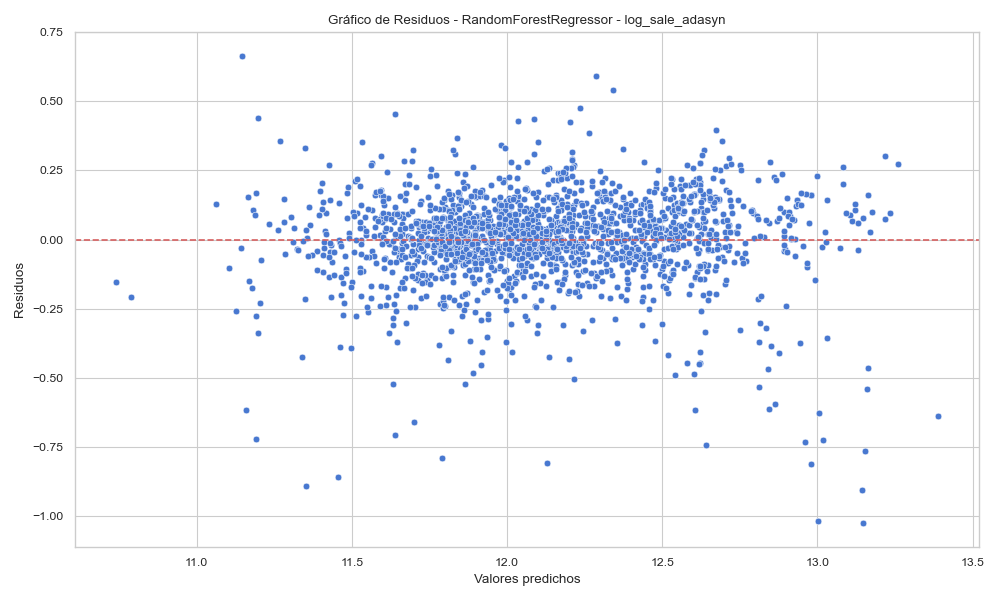 Gráfico de Residuos - RandomForestRegressor - log_sale_adasyn
0.75
0.50
0.25
0.00
−0.25
−0.50
−0.75
−1.00
Residuos
11.0 11.5 12.0 12.5 13.0 13.5
Valores predichos